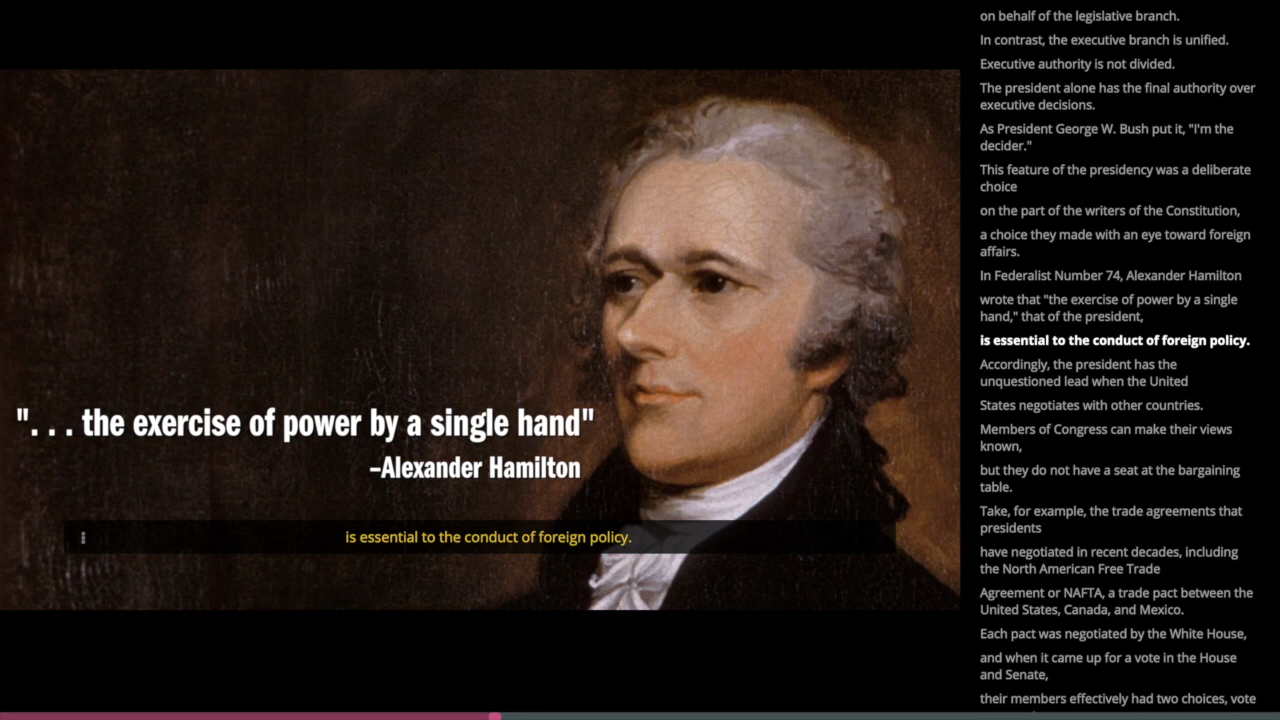 ". . . the exercise of power by a single hand"
–Alexander Hamilton
is essential to the conduct of foreign policy.
on behalf of the legislative branch.
In contrast, the executive branch is unified.
Executive authority is not divided.
The president alone has the final authority over
executive decisions.
As President George W. Bush put it, "I'm the
decider."
This feature of the presidency was a deliberate
choice
on the part of the writers of the Constitution,
a choice they made with an eye toward foreign
affairs.
In Federalist Number 74, Alexander Hamilton
wrote that "the exercise of power by a single
hand," that of the president,
is essential to the conduct of foreign policy.
Accordingly, the president has the
unquestioned lead when the United
States negotiates with other countries.
Members of Congress can make their views
known,
but they do not have a seat at the bargaining
table.
Take, for example, the trade agreements that
presidents
have negotiated in recent decades, including
the North American Free Trade
Agreement or NAFTA, a trade pact between the
United States, Canada, and Mexico.
Each pact was negotiated by the White House,
and when it came up for a vote in the House
and Senate,
their members effectively had two choices, vote